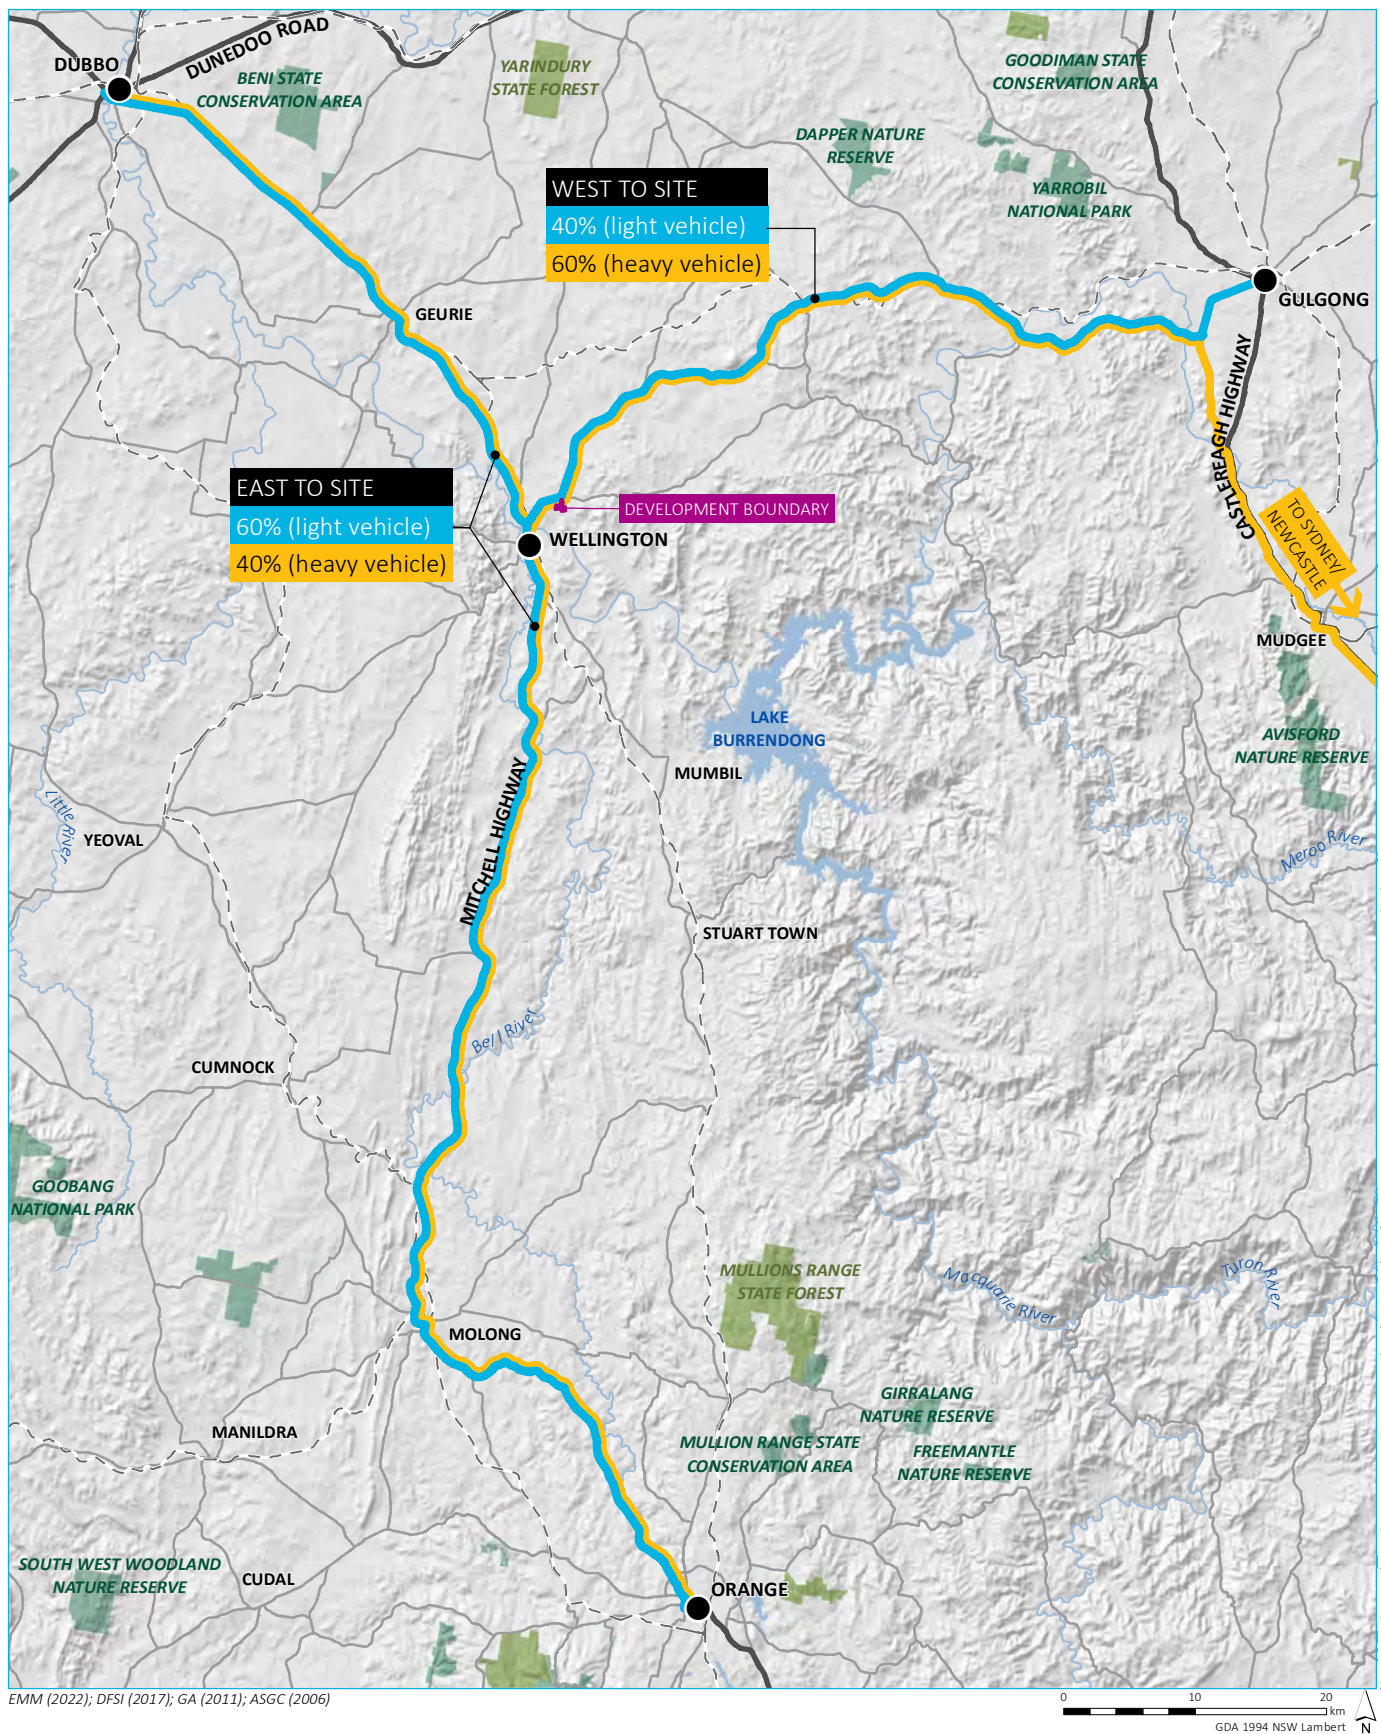 DUBBO
DUNEDOO ROAD
BENI STATE
CONSERVATION AREA
YARINDURY
STATE FOREST
GOODIMAN STATE
CONSERVATION AREA
DAPPER NATURE
RESERVE
YARROBIL
NATIONAL PARK
WEST TO SITE
40% (light vehicle)
60% (heavy vehicle)
GULGONG
GEURIE
CASTLEREAGH HIGHWAY
EAST TO SITE
60% (light vehicle)
40% (heavy vehicle)
DEVELOPMENT BOUNDARY
WELLINGTON
TO SYDNEY/
NEWCASTLE
MUDGEE
LAKE
BURRENDONG
AVISFORD
NATURE RESERVE
MUMBIL
MITCHELL HIGHWAY
Little River
YEOVAL
Meroo River
STUART TOWN
Bell River
CUMNOCK
GOOBANG
NATIONAL PARK
MULLIONS RANGE
STATE FOREST
Macquarie River
Turon River
MOLONG
GIRRALANG
NATURE RESERVE
MANILDRA
MULLION RANGE STATE
CONSERVATION AREA
FREEMANTLE
NATURE RESERVE
SOUTH WEST WOODLAND
NATURE RESERVE
CUDAL
ORANGE
EMM (2022); DFSI (2017); GA (2011); ASGC (2006)
0 10 20
km
GDA 1994 NSW Lambert
N